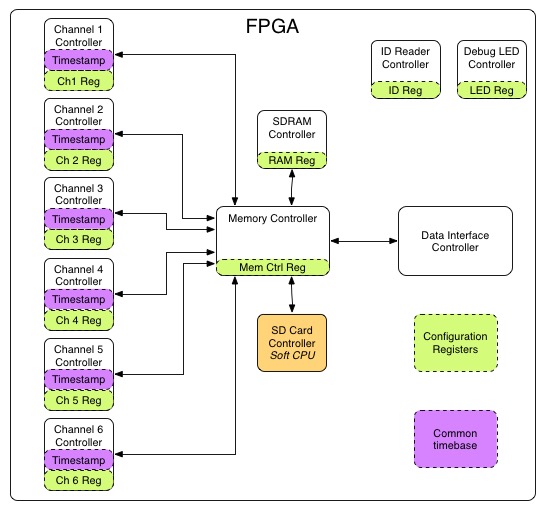 FPGA
Channel 1
Controller
Timestamp
Ch1 Reg
Channel 2
Controller
Timestamp
Ch 2 Reg
Channel 3
Controller
Timestamp
Ch 3 Reg
Channel 4
Controller
Timestamp
Ch 4 Reg
Channel 5
Controller
Timestamp
Ch 5 Reg
Channel 6
Controller
Timestamp
Ch 6 Reg
SDRAM
Controller
RAM Reg
Memory Controller
Mem Ctrl Reg
SD Card
Controller
Soft CPU
ID Reader
Controller
ID Reg
Debug LED
Controller
LED Reg
Data Interface
Controller
Configuration
Registers
Common
timebase